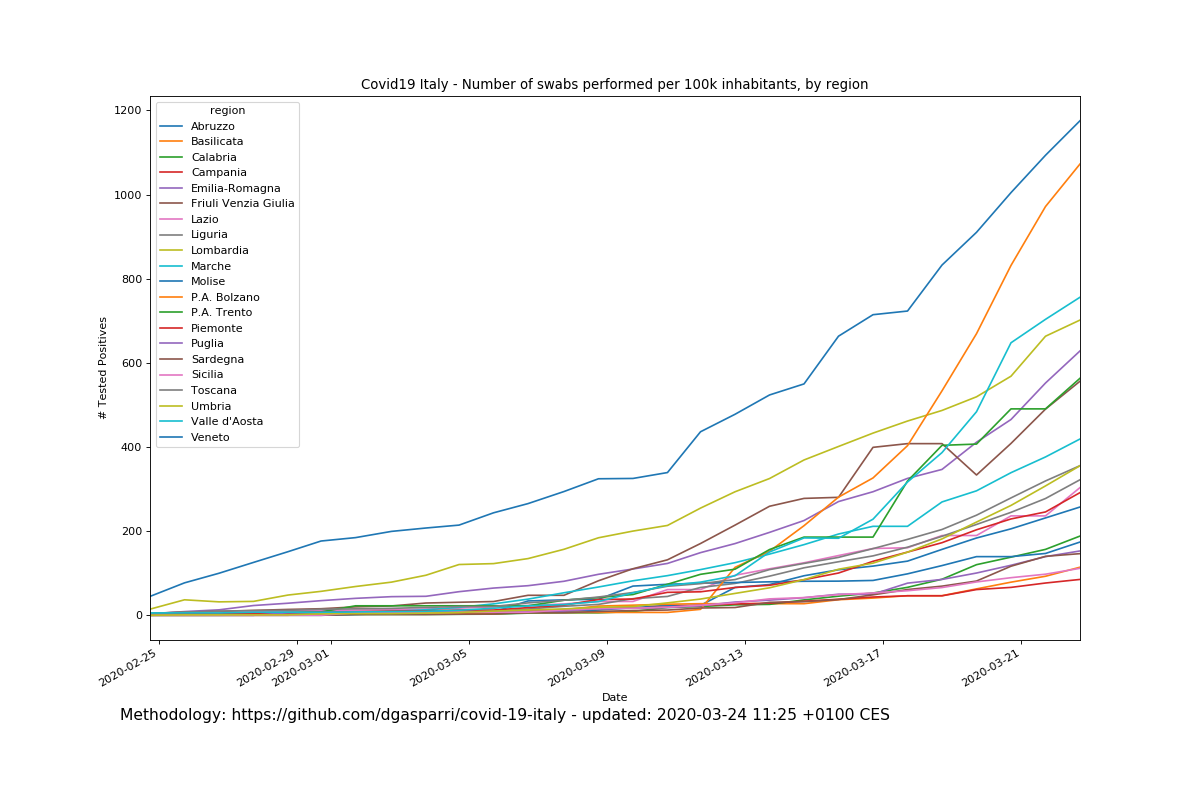 Covid19 Italy - Number of swabs performed per 100k inhabitants, by region
1200
1000
800
600
400
200
0
# Tested Positives
region
Abruzzo
Basilicata
Calabria
Campania
Emilia-Romagna
Friuli Venzia Giulia
Lazio
Liguria
Lombardia
Marche
Molise
P.A. Bolzano
P.A. Trento
Piemonte
Puglia
Sardegna
Sicilia
Toscana
Umbria
Valle d'Aosta
Veneto
2020-02-25
2020-02-29
2020-03-01
2020-03-05
2020-03-09
2020-03-13
2020-03-17
2020-03-21
Date
Methodology: https://github.com/dgasparri/covid-19-italy - updated: 2020-03-24 11:25 +0100 CES